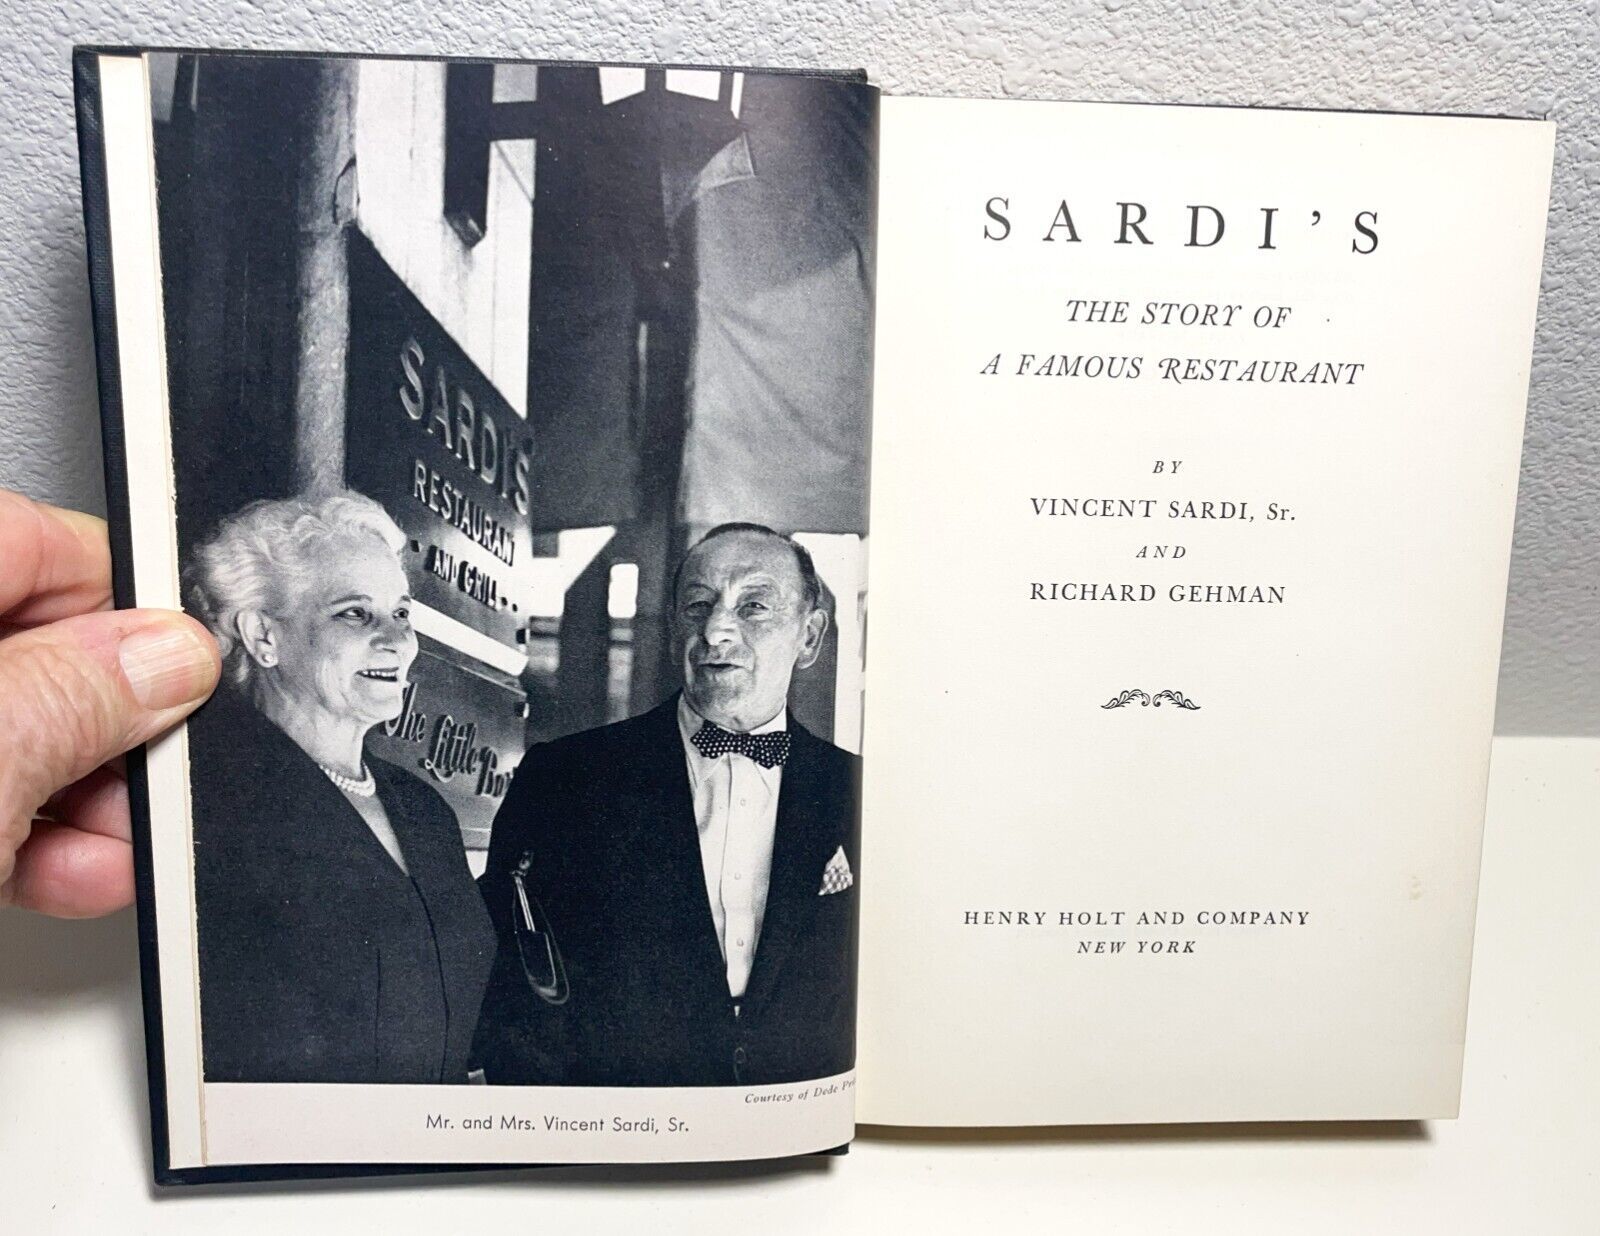 SARDI'S
RESTAURANT
AND GRILL
The Little
Courtesy of Dede
Mr. and Mrs. Vincent Sardi, Sr.
SARDI'S
THE STORY OF
A FAMOUS RESTAURANT
BY
VINCENT SARDI, Sr.
AND
RICHARD GEHMAN
HENRY HOLT AND COMPANY
NEW YORK